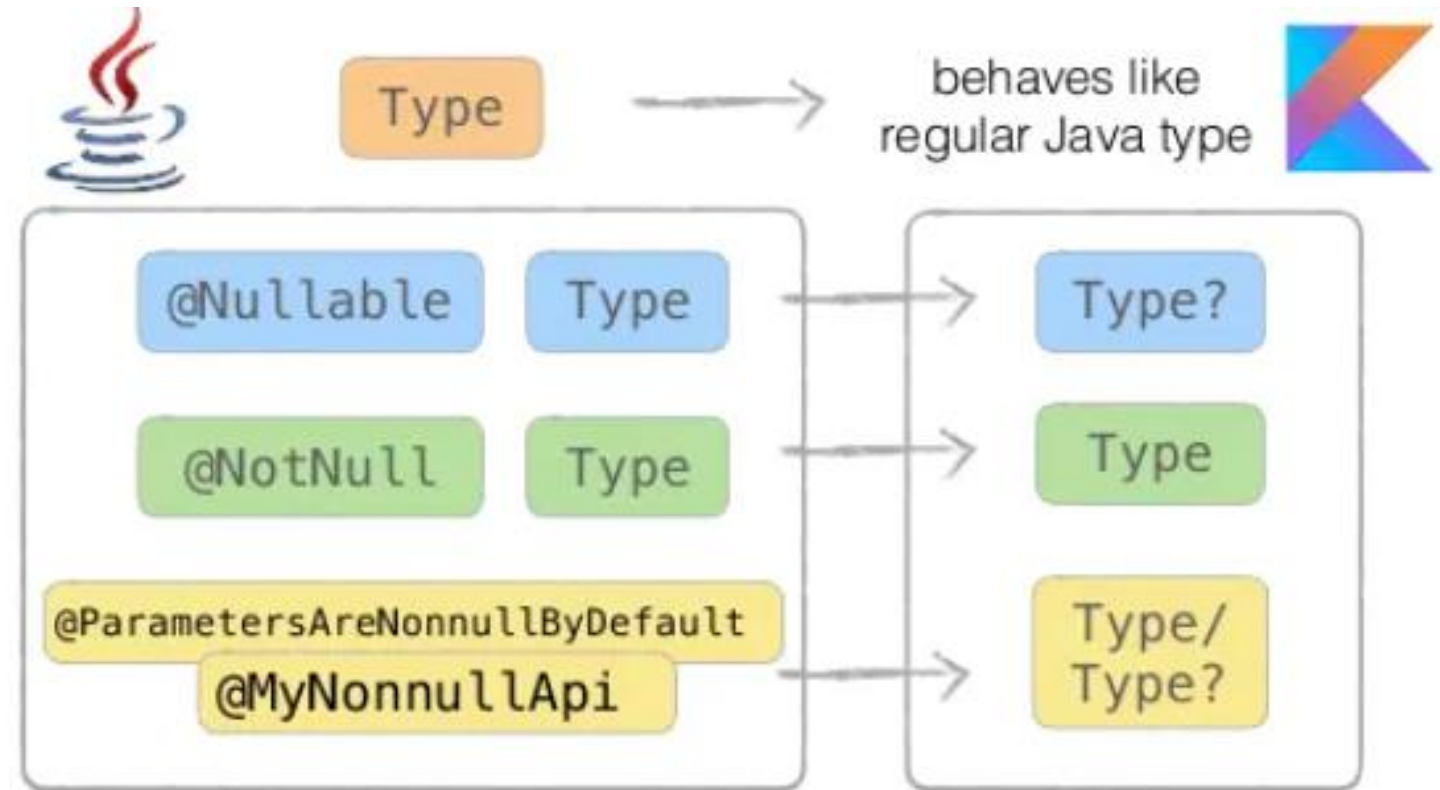 Type
behaves like
regular Java type
@Nullable Type
Type?
@NotNull Type
Type
@ParametersAreNonnullByDefault
@MyNonnullApi
Type/
Type?